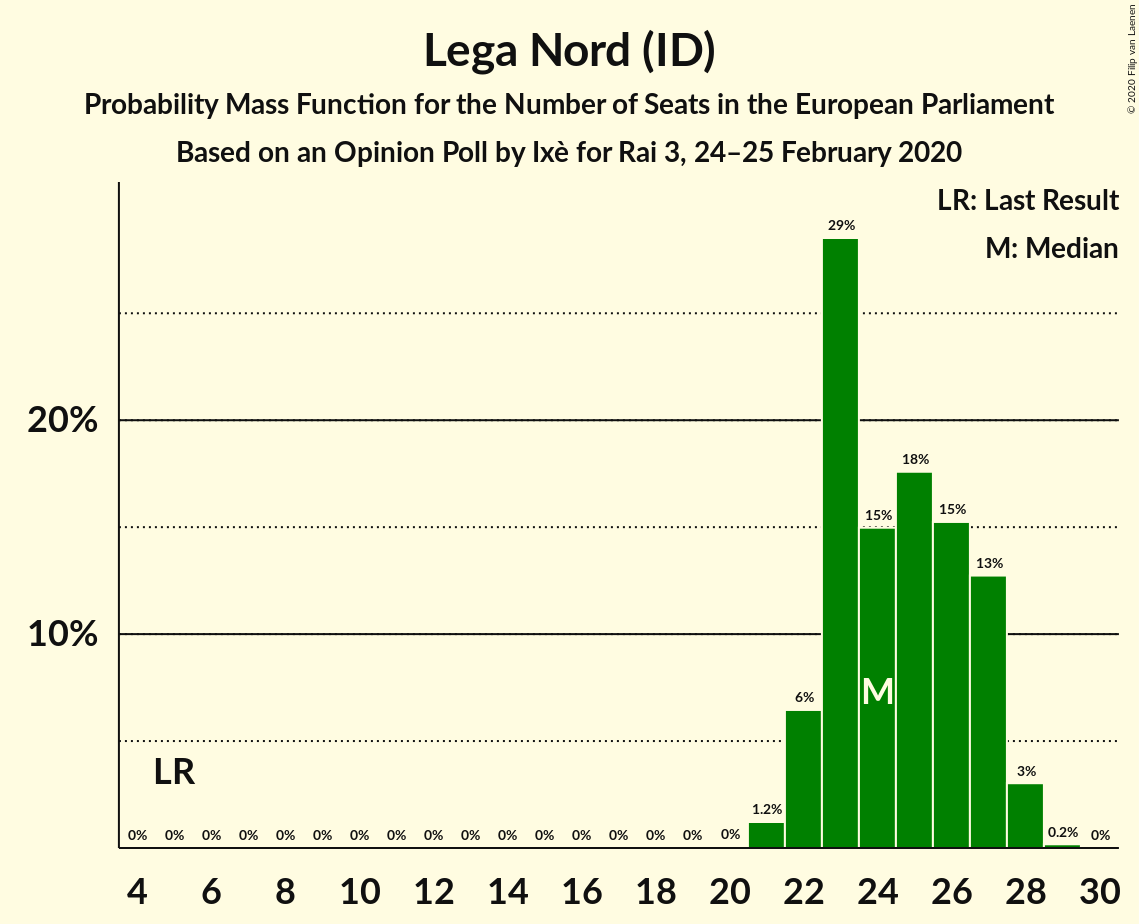 Lega Nord (ID)
Probability Mass Function for the Number of Seats in the European Parliament
Based on an Opinion Poll by Ixè for Rai 3, 24–25 February 2020
© 2020 Filip van Laenen
LR: Last Result
M: Median
20%
10%
29%
18%
15%
15%
13%
6%
3%
1.2%
0.2%
M
LR
0% 0% 0% 0% 0% 0% 0% 0% 0% 0% 0% 0% 0% 0% 0% 0% 0% 0%
4 6 8 10 12 14 16 18 20 22 24 26 28 30